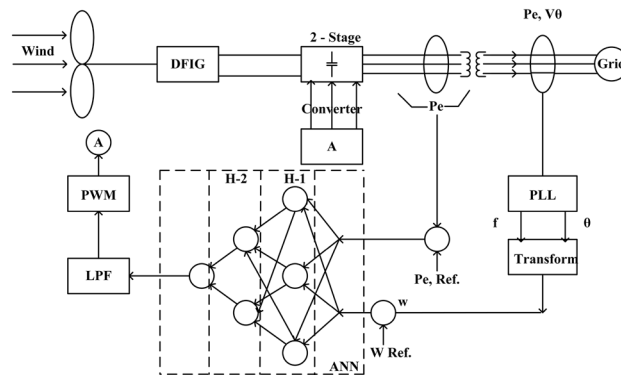 Pe, Vθ
2 - Stage
Wind
DFIG
Grid
Converter
Pe
A
A
H-2
H-1
PWM
PLL
f
θ
LPF
Pe, Ref.
Transform
w
W Ref.
ANN